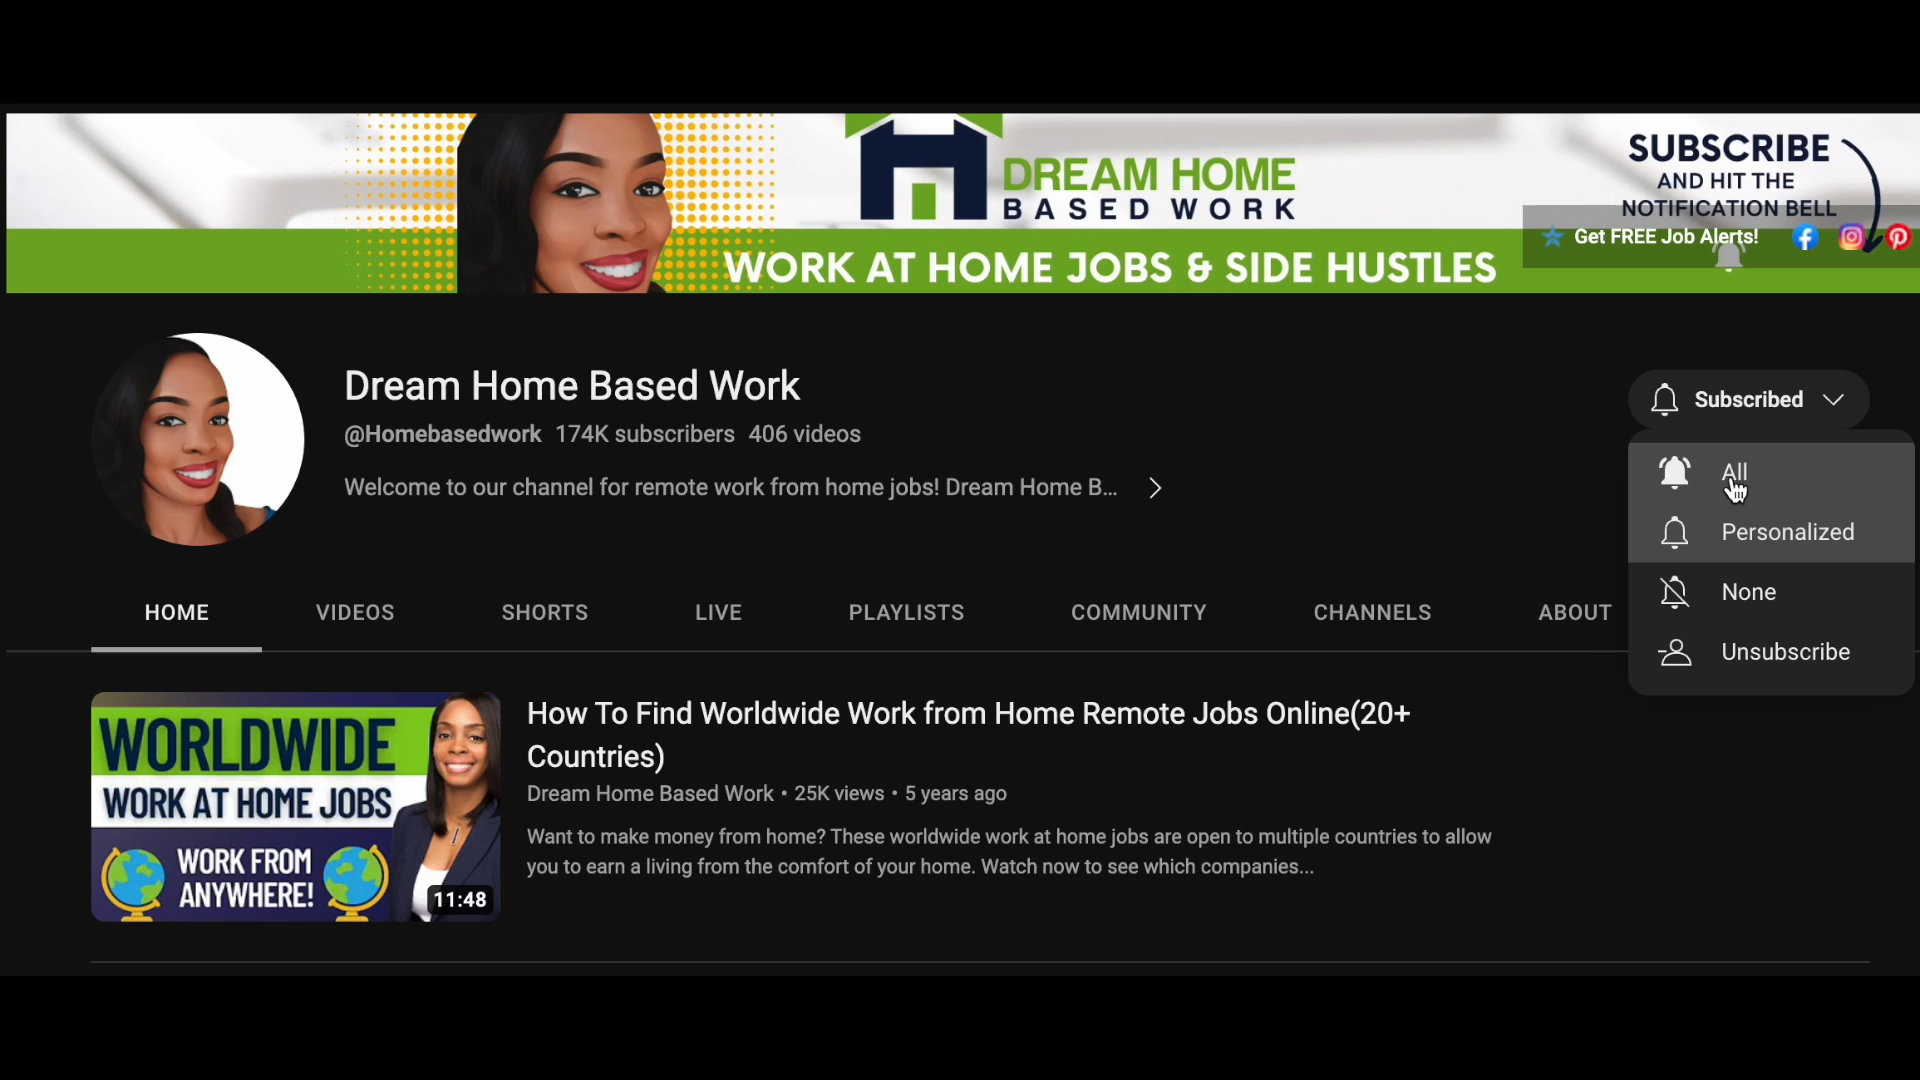 DREAM HOME
BASED WORK
WORK AT HOME JOBS & SIDE HUSTLES
SUBSCRIBE
AND HIT THE
NOTIFICATION BELL
Get FREE Job Alerts!
Dream Home Based Work
@Homebasedwork 174K subscribers 406 videos
Welcome to our channel for remote work from home jobs! Dream Home B...
Subscribed
All
Personalized
None
Unsubscribe
HOME VIDEOS SHORTS LIVE PLAYLISTS COMMUNITY CHANNELS ABOUT
WORLDWIDE
WORK AT HOME JOBS
WORK FROM
ANYWHERE!
11:48
How To Find Worldwide Work from Home Remote Jobs Online(20+
Countries)
Dream Home Based Work • 25K views • 5 years ago
Want to make money from home? These worldwide work at home jobs are open to multiple countries to allow
you to earn a living from the comfort of your home. Watch now to see which companies...